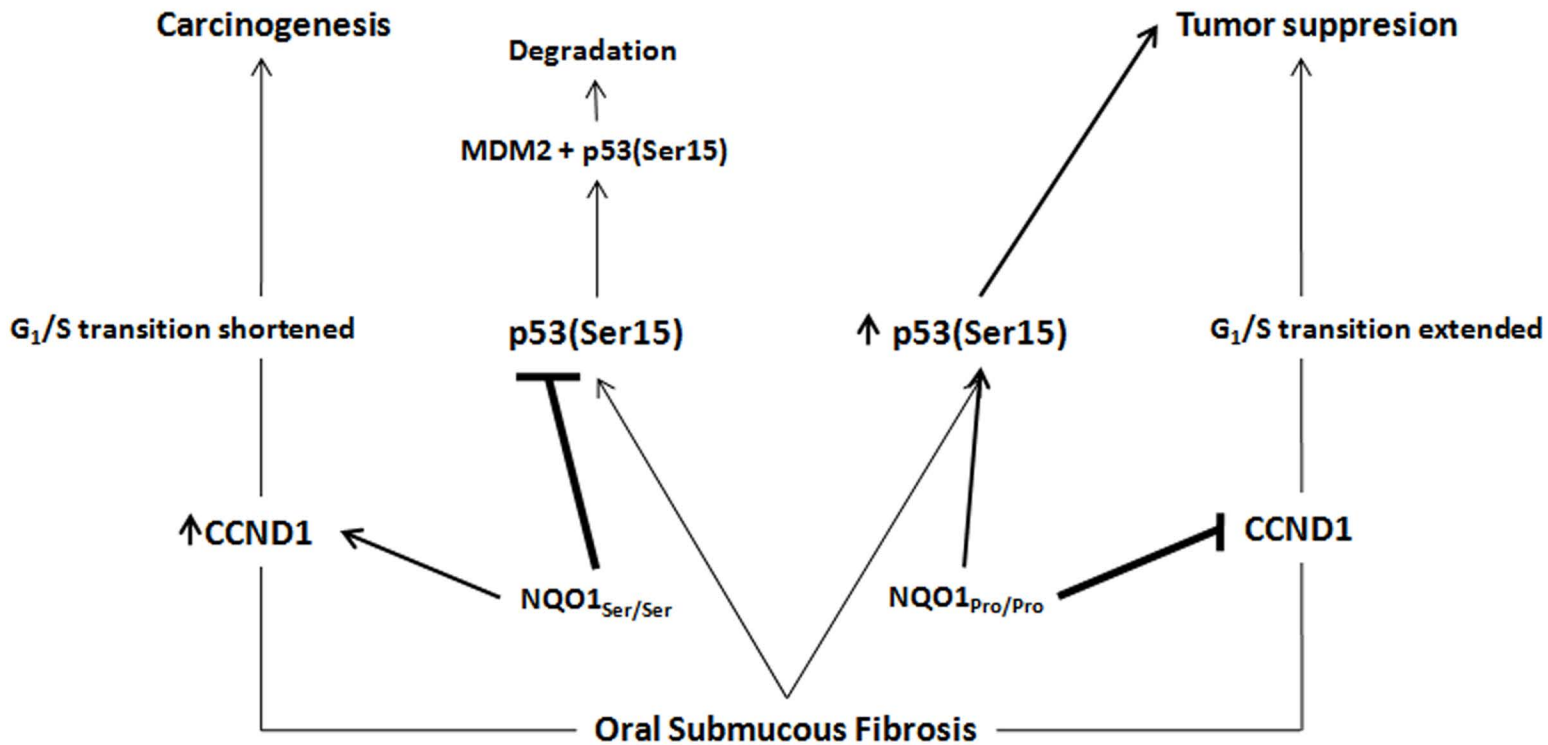 Carcinogenesis
Tumor suppresion
Degradation
MDM2 + p53(Ser15)
G₁/S transition shortened
p53(Ser15)
↑ p53(Ser15)
G₁/S transition extended
↑CCND1
CCND1
NQO1Ser/Ser
NQO1Pro/Pro
Oral Submucous Fibrosis